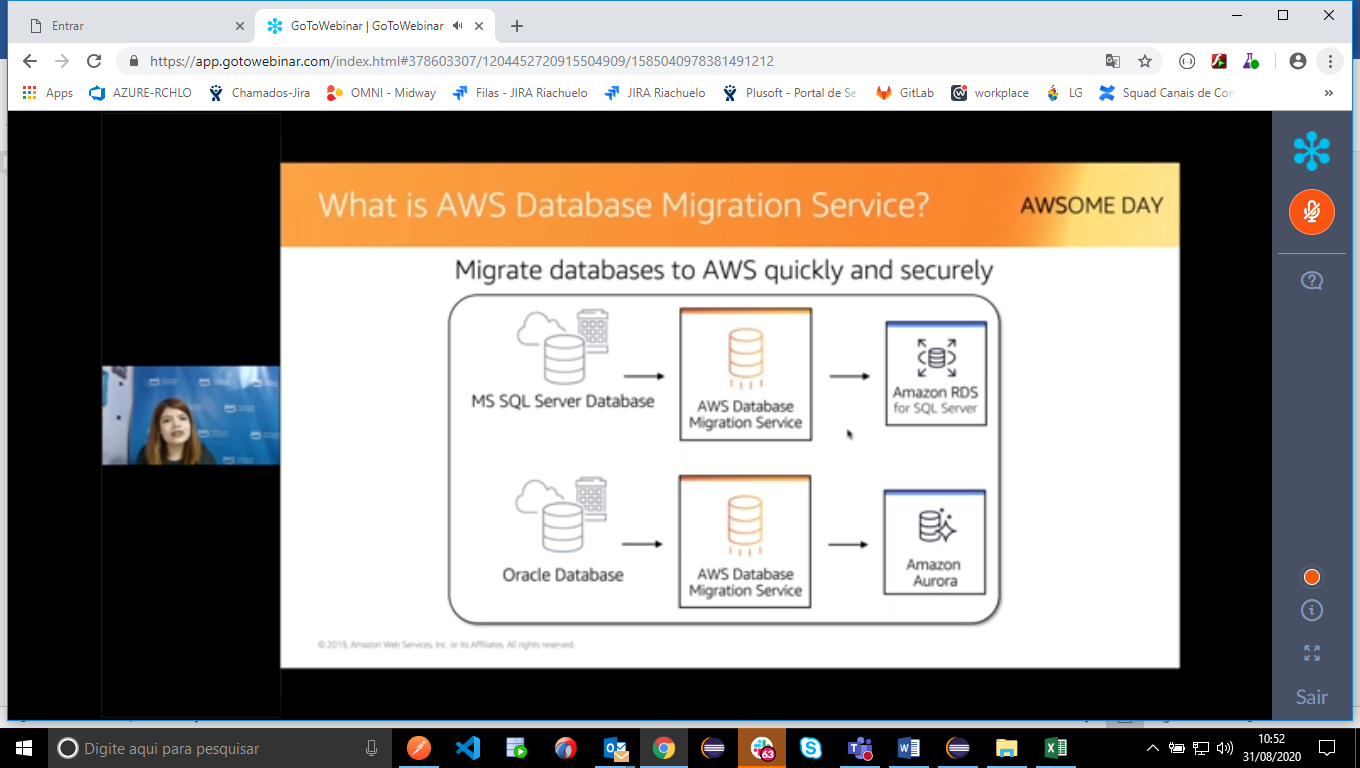 Entrar
GoToWebinar | GoToWebinar
https://app.gotowebinar.com/index.html#378603307/1204452720915504909/1585040978381491212
Apps AZURE-RCHLO Chamados-Jira OMNI - Midway Filas - JIRA Riachuelo JIRA Riachuelo Plusoft - Portal de Se GitLab workplace LG Squad Canais de Con »
What is AWS Database Migration Service?
AWSOME DAY
Migrate databases to AWS quickly and securely
MS SQL Server Database
AWS Database
Migration Service
Amazon RDS
for SQL Server
Oracle Database
AWS Database
Migration Service
Amazon
Aurora
© 2019, Amazon Web Services, Inc. or its Affiliates. All rights reserved.
Sair
Digite aqui para pesquisar
63
10:52
31/08/2020